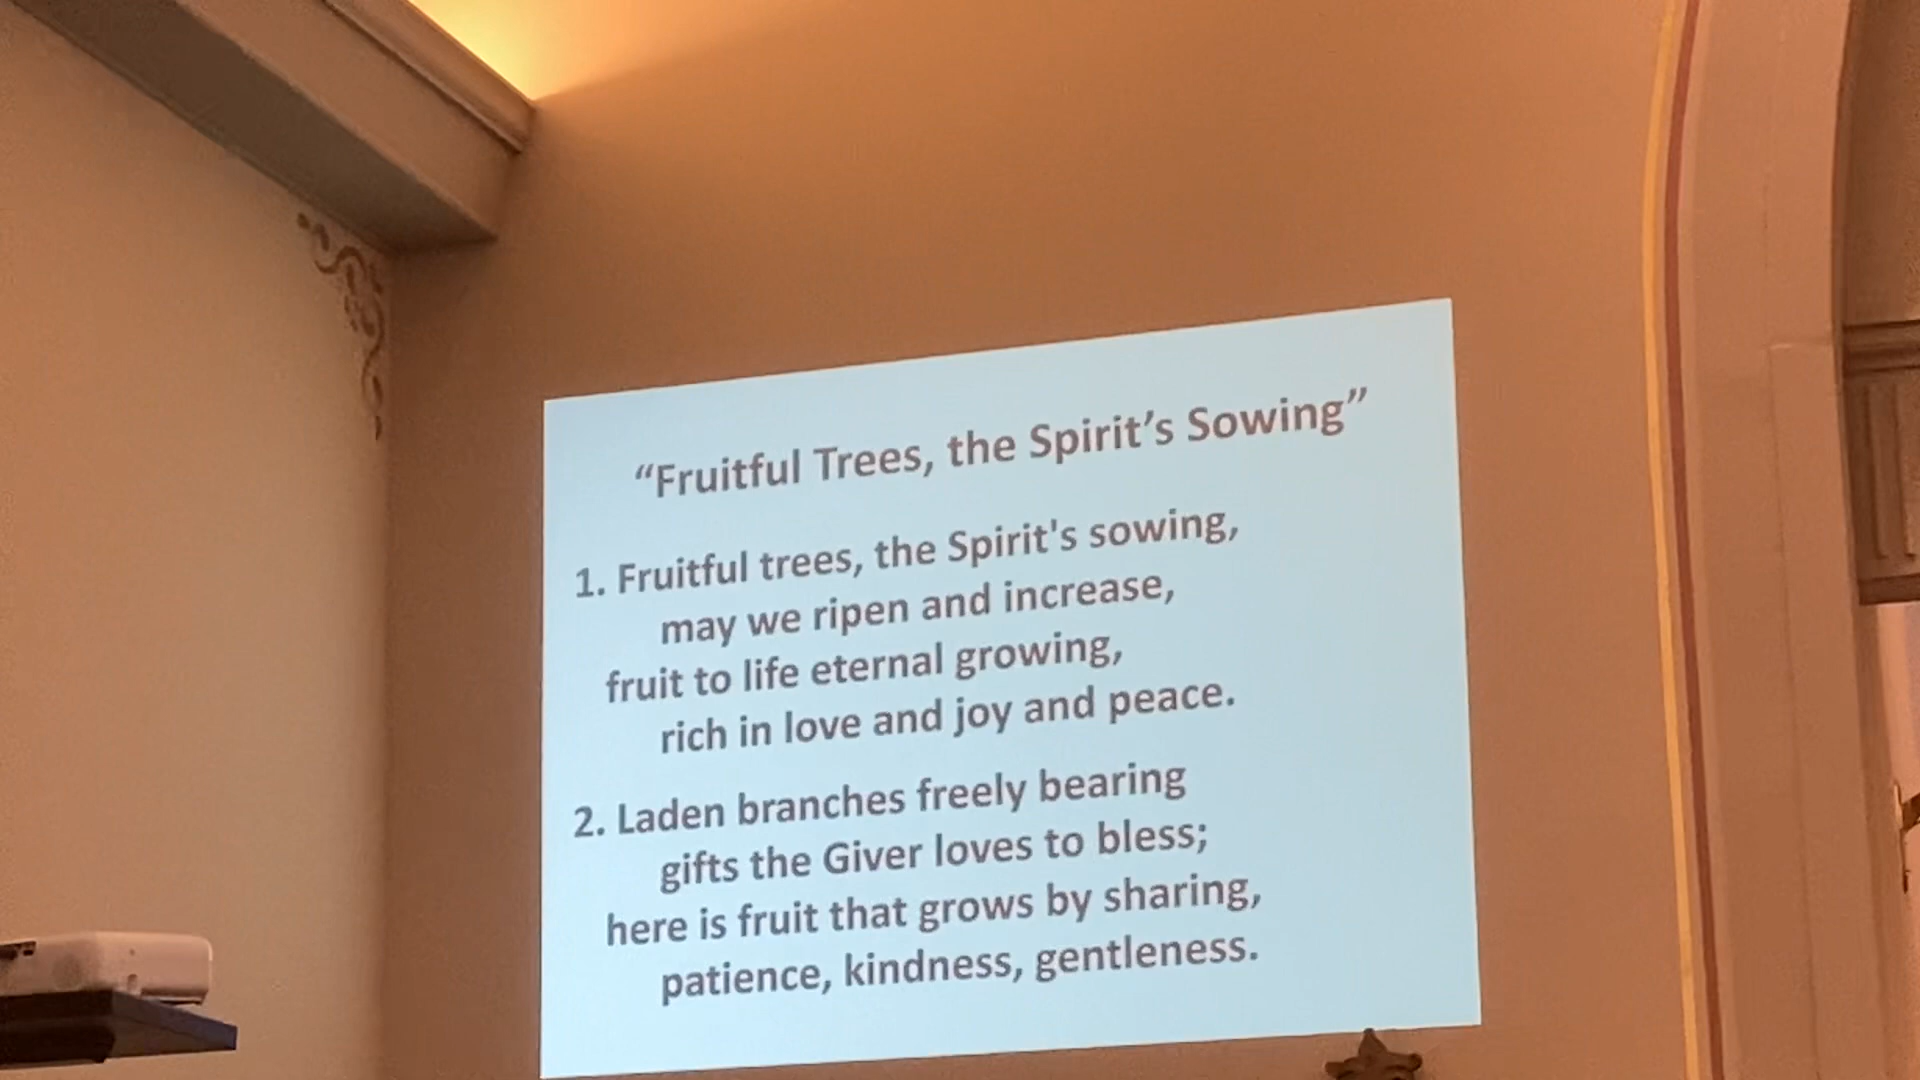 “Fruitful Trees, the Spirit’s Sowing”
1. Fruitful trees, the Spirit's sowing,
may we ripen and increase,
fruit to life eternal growing,
rich in love and joy and peace.
2. Laden branches freely bearing
gifts the Giver loves to bless;
here is fruit that grows by sharing,
patience, kindness, gentleness.